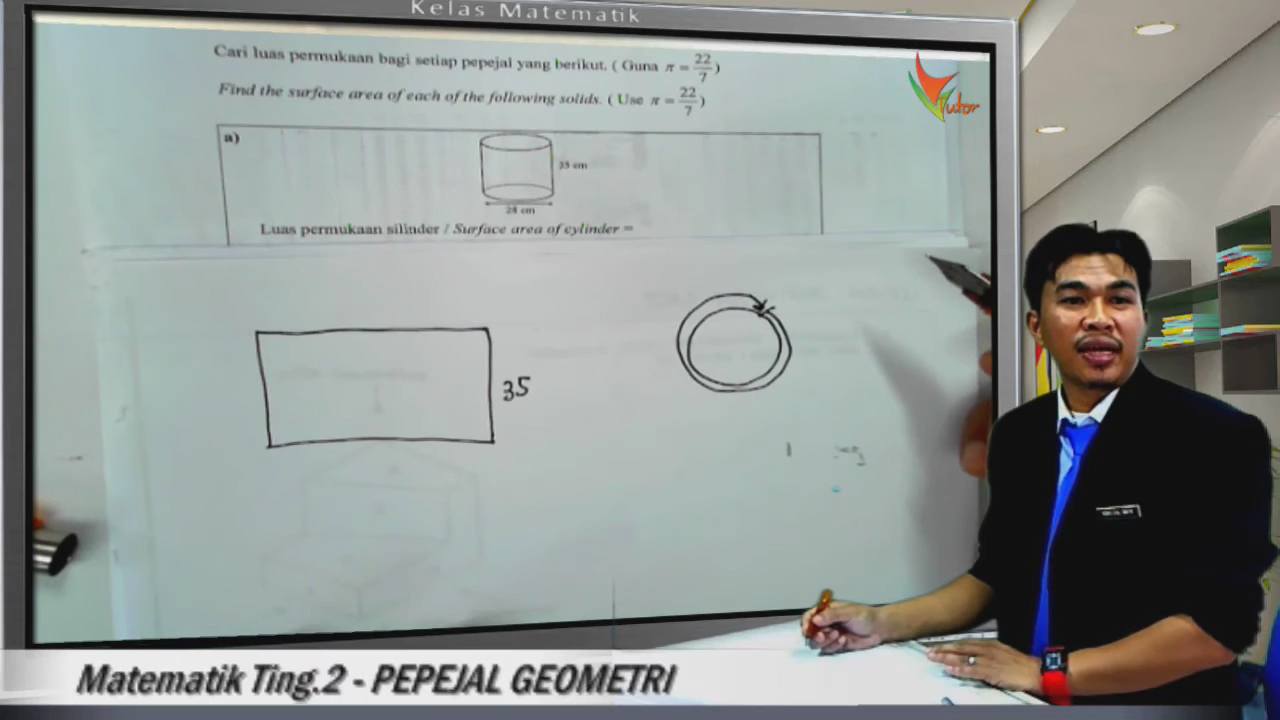 Kelas Matematik
Cari luas permukaan bagi setiap pepejal yang berikut. ( Guna π = 22/7 )
Find the surface area of each of the following solids. ( Use π = 22/7 )
Tutor
a)
35 cm
28 cm
Luas permukaan silinder / Surface area of cylinder =
35
Matematik Ting.2 - PEPEJAL GEOMETRI